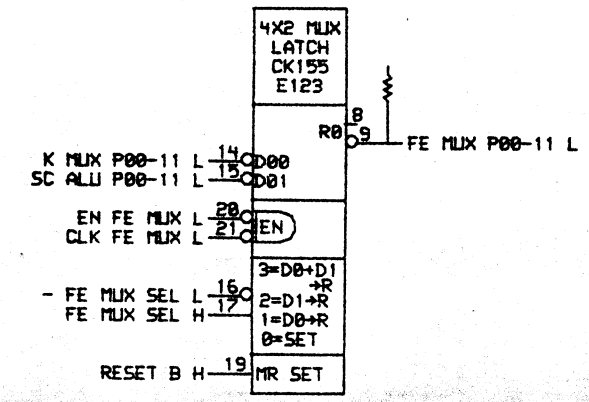 4X2 MUX
LATCH
CK155
E123
8
R0
9
FE MUX P00-11 L
K MUX P00-11 L 14 D00
SC ALU P00-11 L 15 D01
EN FE MUX L 20
CLK FE MUX L 21
EN
3=D0+D1
→R
- FE MUX SEL L 16
2=D1→R
FE MUX SEL H 17
1=D0→R
0=SET
RESET B H 19 MR SET